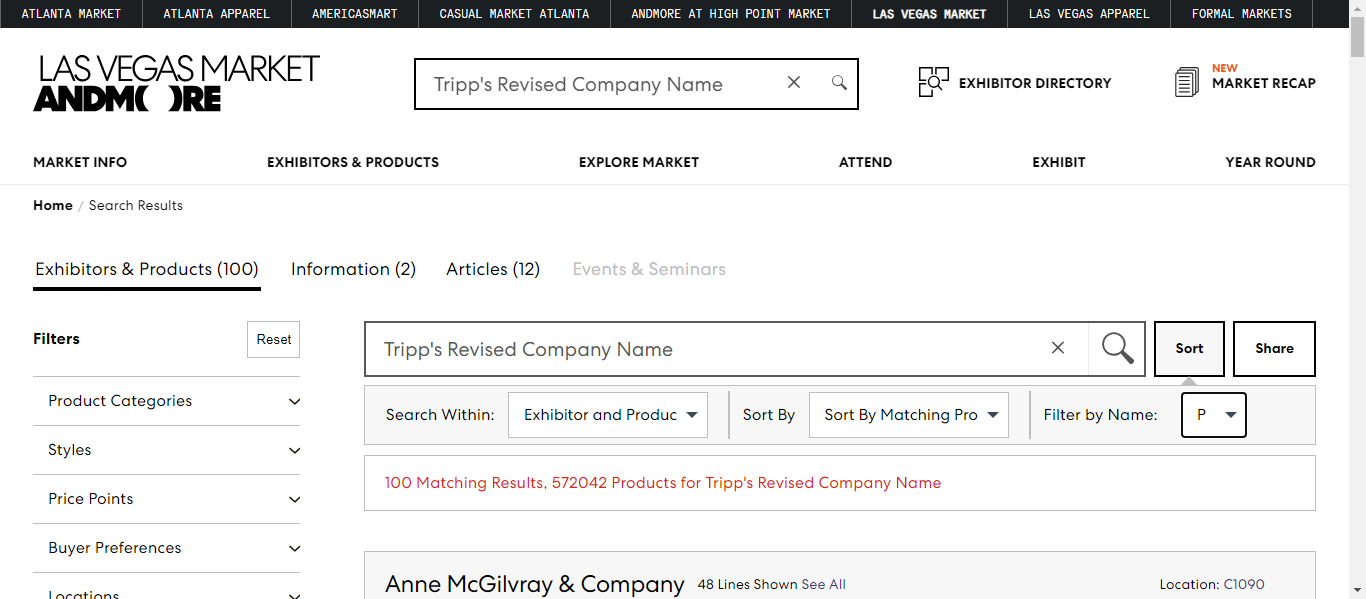 ATLANTA MARKET ATLANTA APPAREL AMERICASMART CASUAL MARKET ATLANTA ANDMORE AT HIGH POINT MARKET LAS VEGAS MARKET LAS VEGAS APPAREL FORMAL MARKETS
LAS VEGAS MARKET
ANDMORE
Tripp's Revised Company Name
EXHIBITOR DIRECTORY
NEW
MARKET RECAP
MARKET INFO EXHIBITORS & PRODUCTS EXPLORE MARKET ATTEND EXHIBIT YEAR ROUND
Home / Search Results
Exhibitors & Products (100) Information (2) Articles (12) Events & Seminars
Filters Reset
Product Categories
Styles
Price Points
Buyer Preferences
Locations
Tripp's Revised Company Name
Sort Share
Search Within: Exhibitor and Produc Sort By Sort By Matching Pro Filter by Name: P
100 Matching Results, 572042 Products for Tripp's Revised Company Name
Anne McGilvray & Company 48 Lines Shown See All Location: C1090